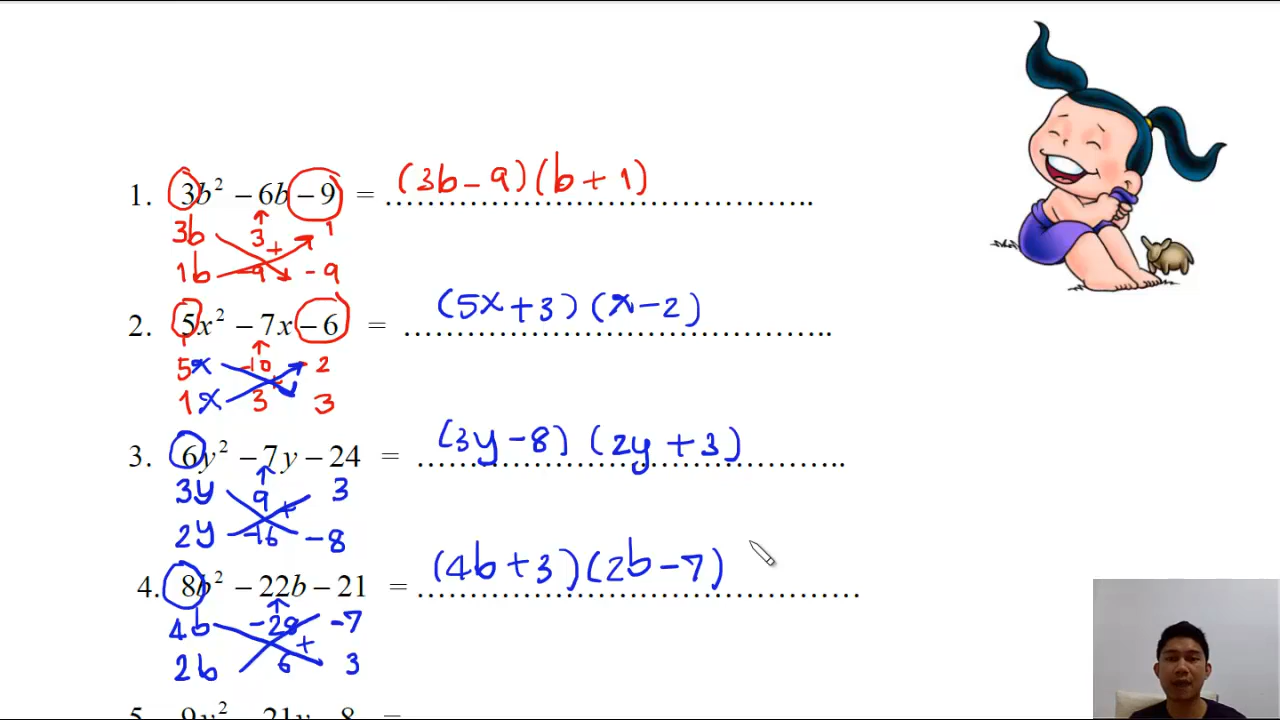 1. 3b² − 6b − 9 = (3b − 9)(b + 1)
3b 3 + 1
1b −9 −9
2. 5x² − 7x − 6 = (5x + 3)(x − 2)
5x −10 + 2
1x 3 3
3. 6y² − 7y − 24 = (3y − 8)(2y + 3)
3y 9 + 3
2y −16 −8
4. 8b² − 22b − 21 = (4b + 3)(2b − 7)
4b −28 + −7
2b 6 3